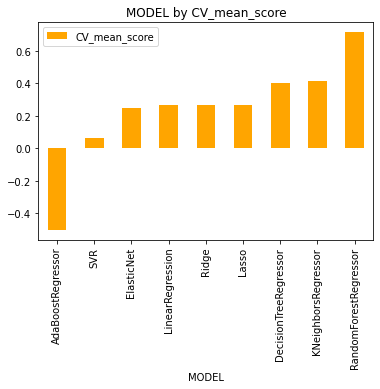 MODEL by CV_mean_score
CV_mean_score
0.6
0.4
0.2
0.0
−0.2
−0.4
AdaBoostRegressor
SVR
ElasticNet
LinearRegression
Ridge
Lasso
DecisionTreeRegressor
KNeighborsRegressor
RandomForestRegressor
MODEL